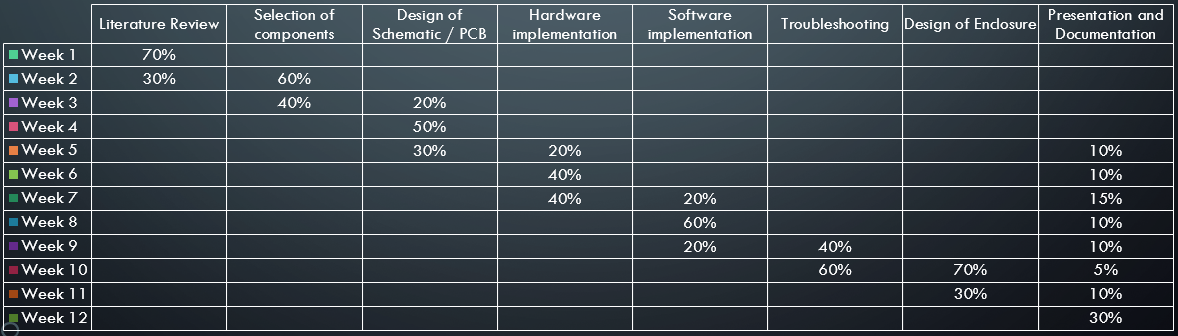 Literature Review Selection of components Design of Schematic / PCB Hardware implementation Software implementation Troubleshooting Design of Enclosure Presentation and Documentation
Week 1 70%
Week 2 30% 60%
Week 3 40% 20%
Week 4 50%
Week 5 30% 20% 10%
Week 6 40% 10%
Week 7 40% 20% 15%
Week 8 60% 10%
Week 9 20% 40% 10%
Week 10 60% 70% 5%
Week 11 30% 10%
Week 12 30%